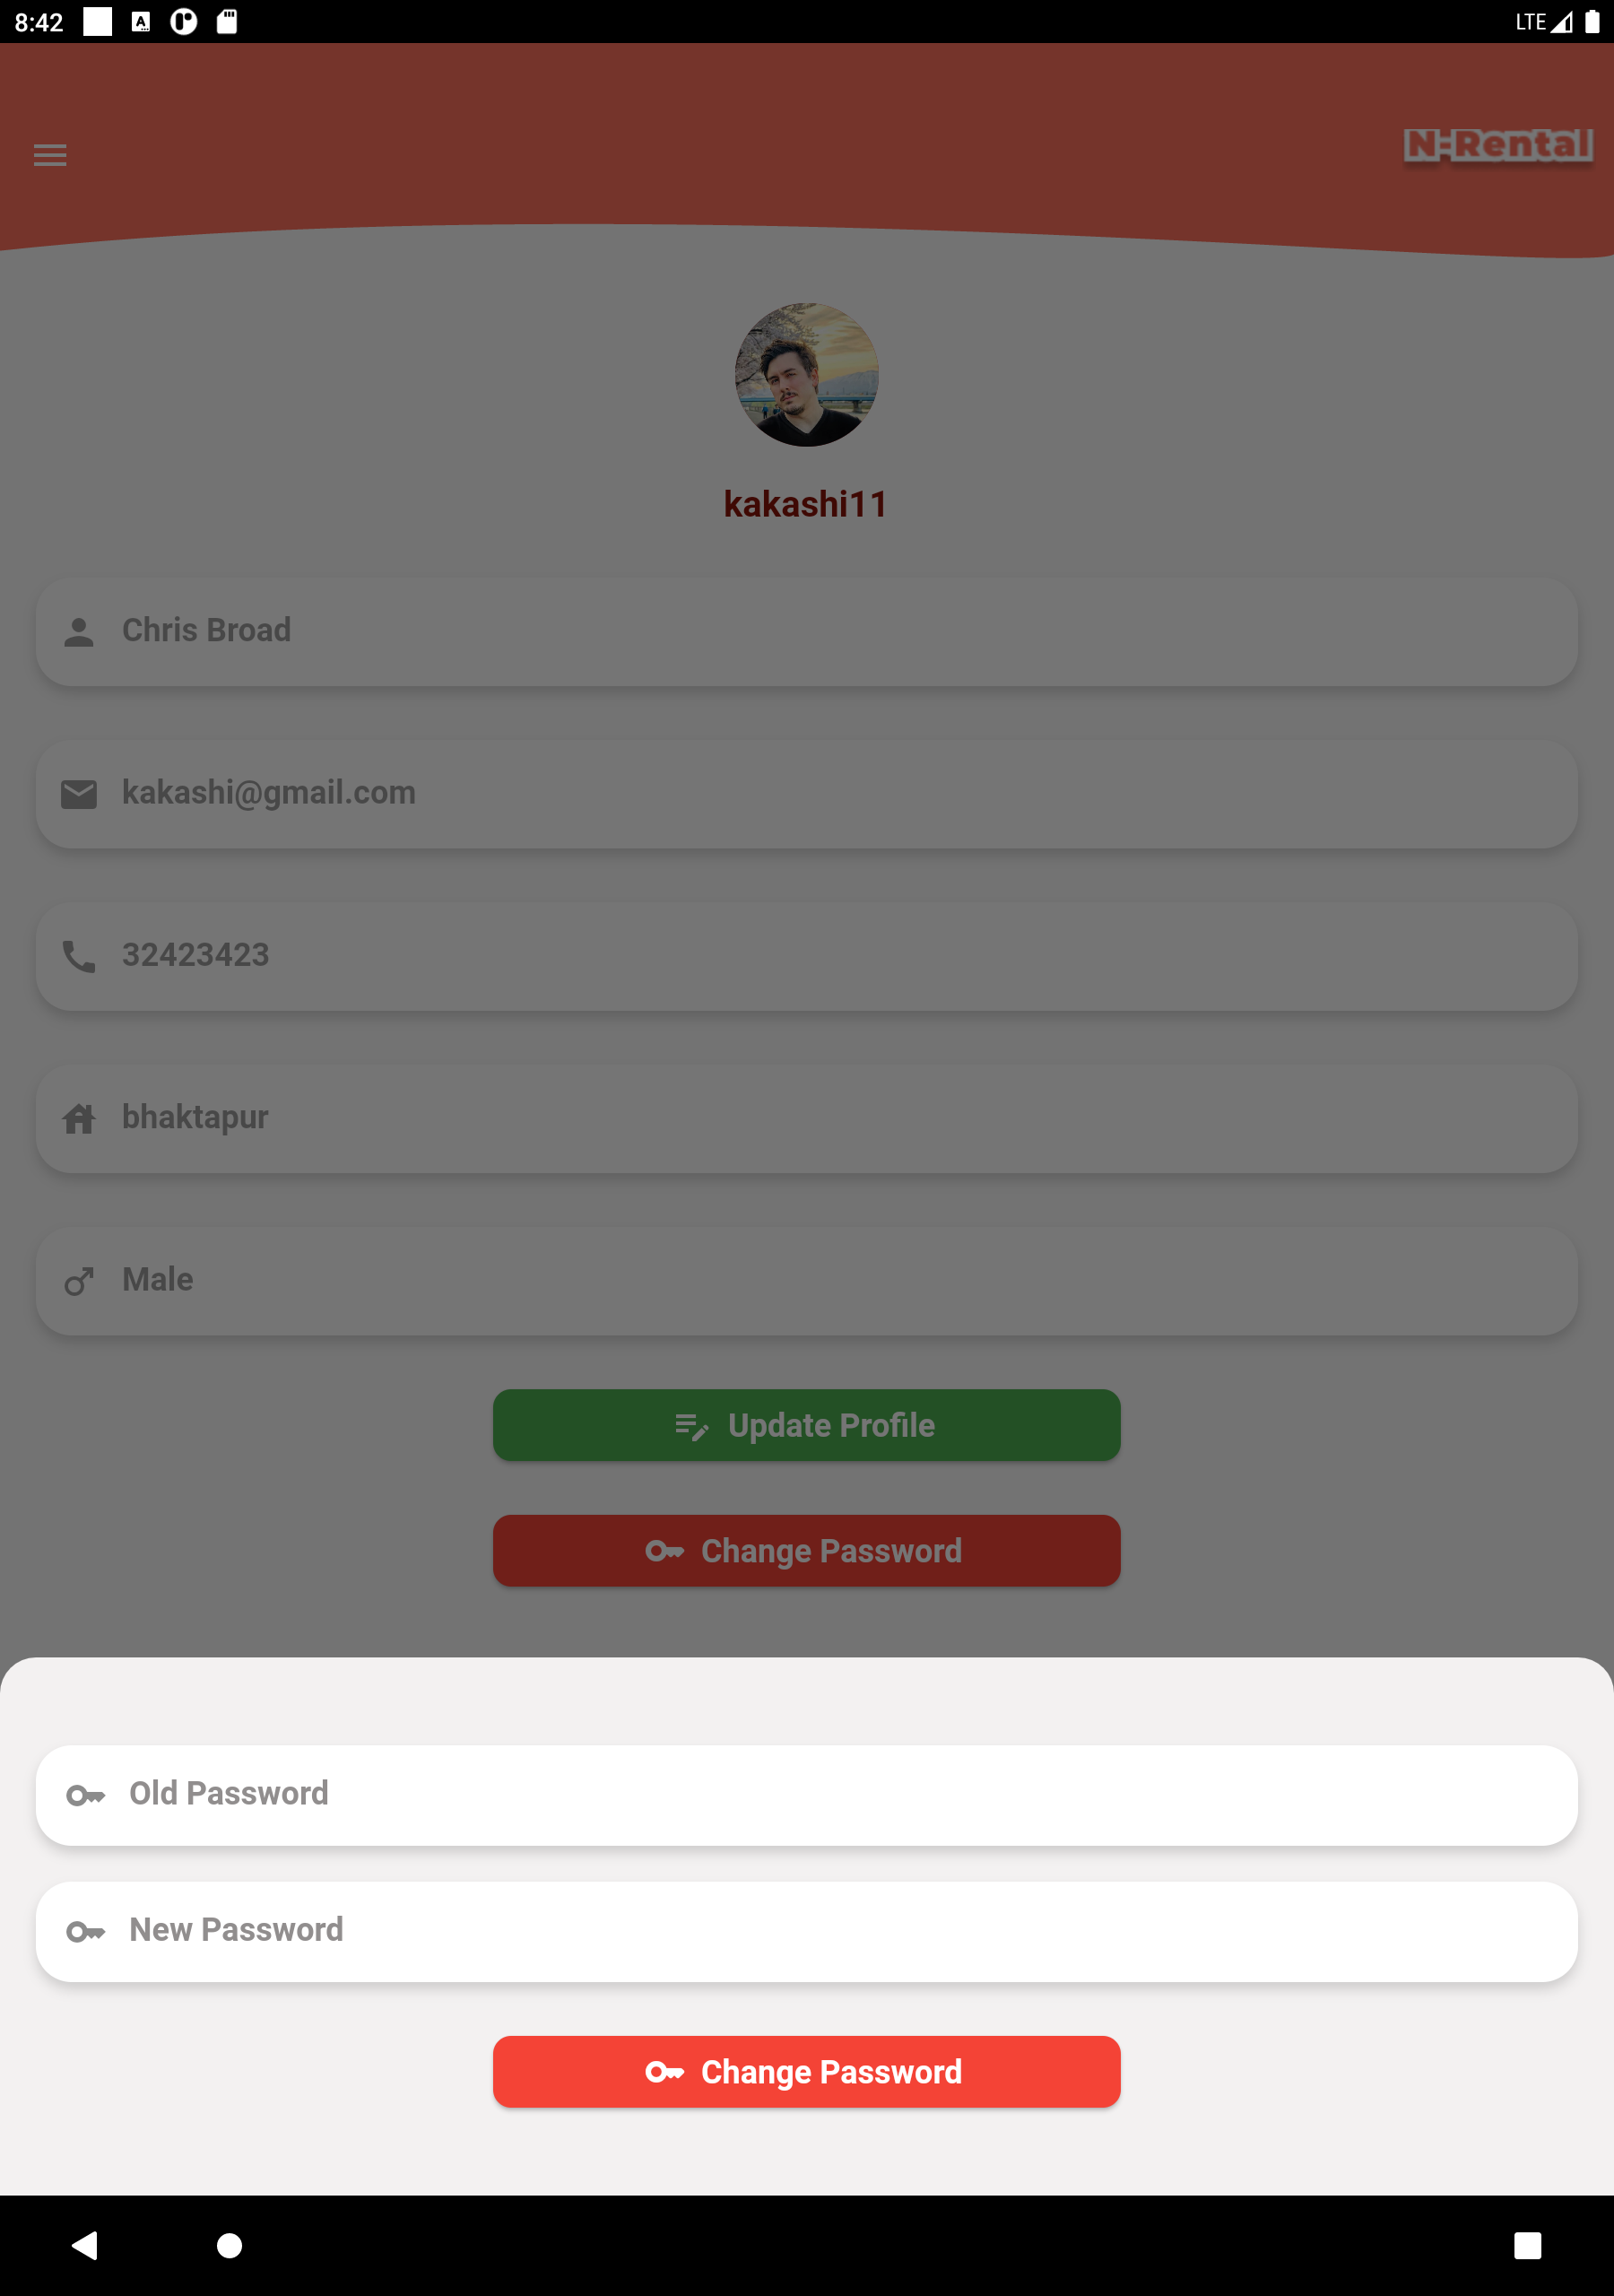 8:42
LTE
N-Rental
kakashi11
Chris Broad
kakashi@gmail.com
32423423
bhaktapur
Male
Update Profile
Change Password
Old Password
New Password
Change Password